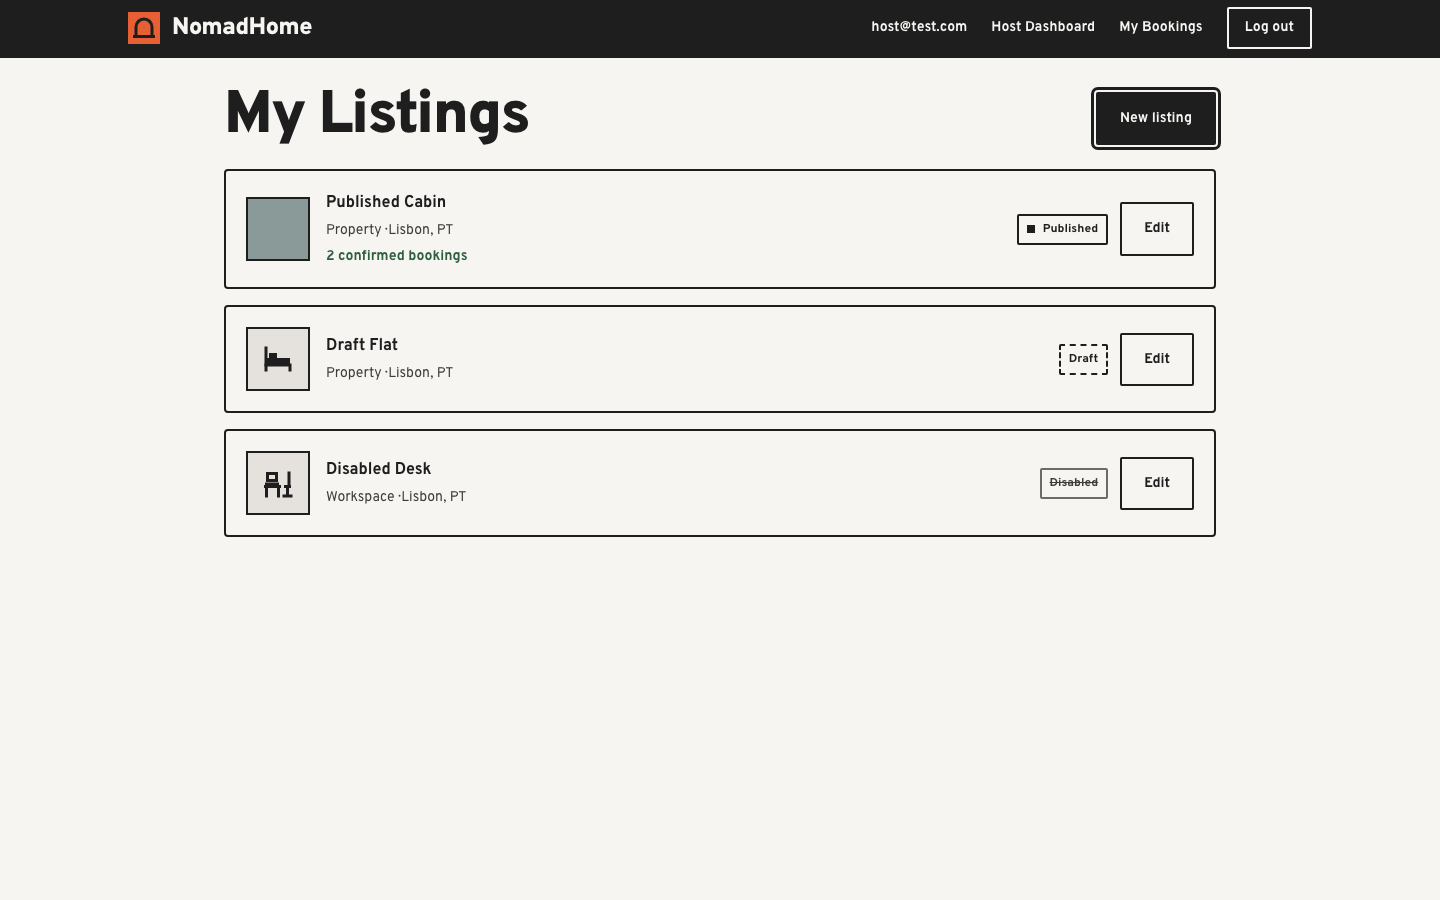 NomadHome
host@test.com Host Dashboard My Bookings Log out
My Listings
New listing
Published Cabin
Property ·Lisbon, PT
2 confirmed bookings
Published
Edit
Draft Flat
Property ·Lisbon, PT
Draft
Edit
Disabled Desk
Workspace ·Lisbon, PT
Disabled
Edit